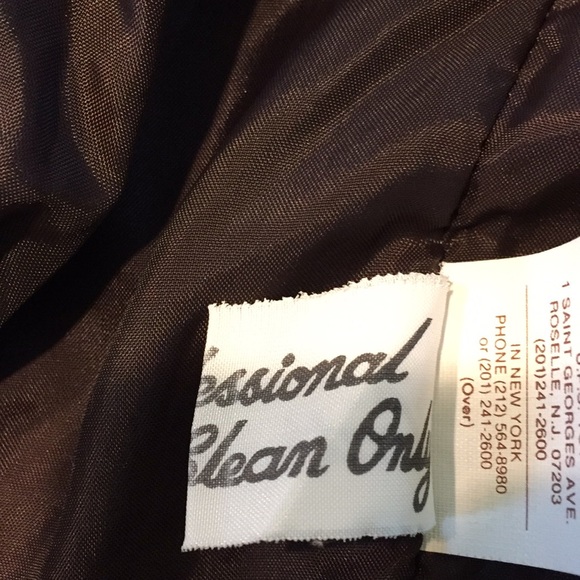 essional
Clean Only
1 SAINT GEORGES AVE.
ROSELLE, N.J. 07203
(201)241-2600
IN NEW YORK
PHONE (212) 564-8980
or (201) 241-2600
(Over)